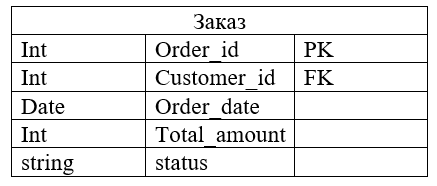 Заказ
Int Order_id PK
Int Customer_id FK
Date Order_date
Int Total_amount
string status